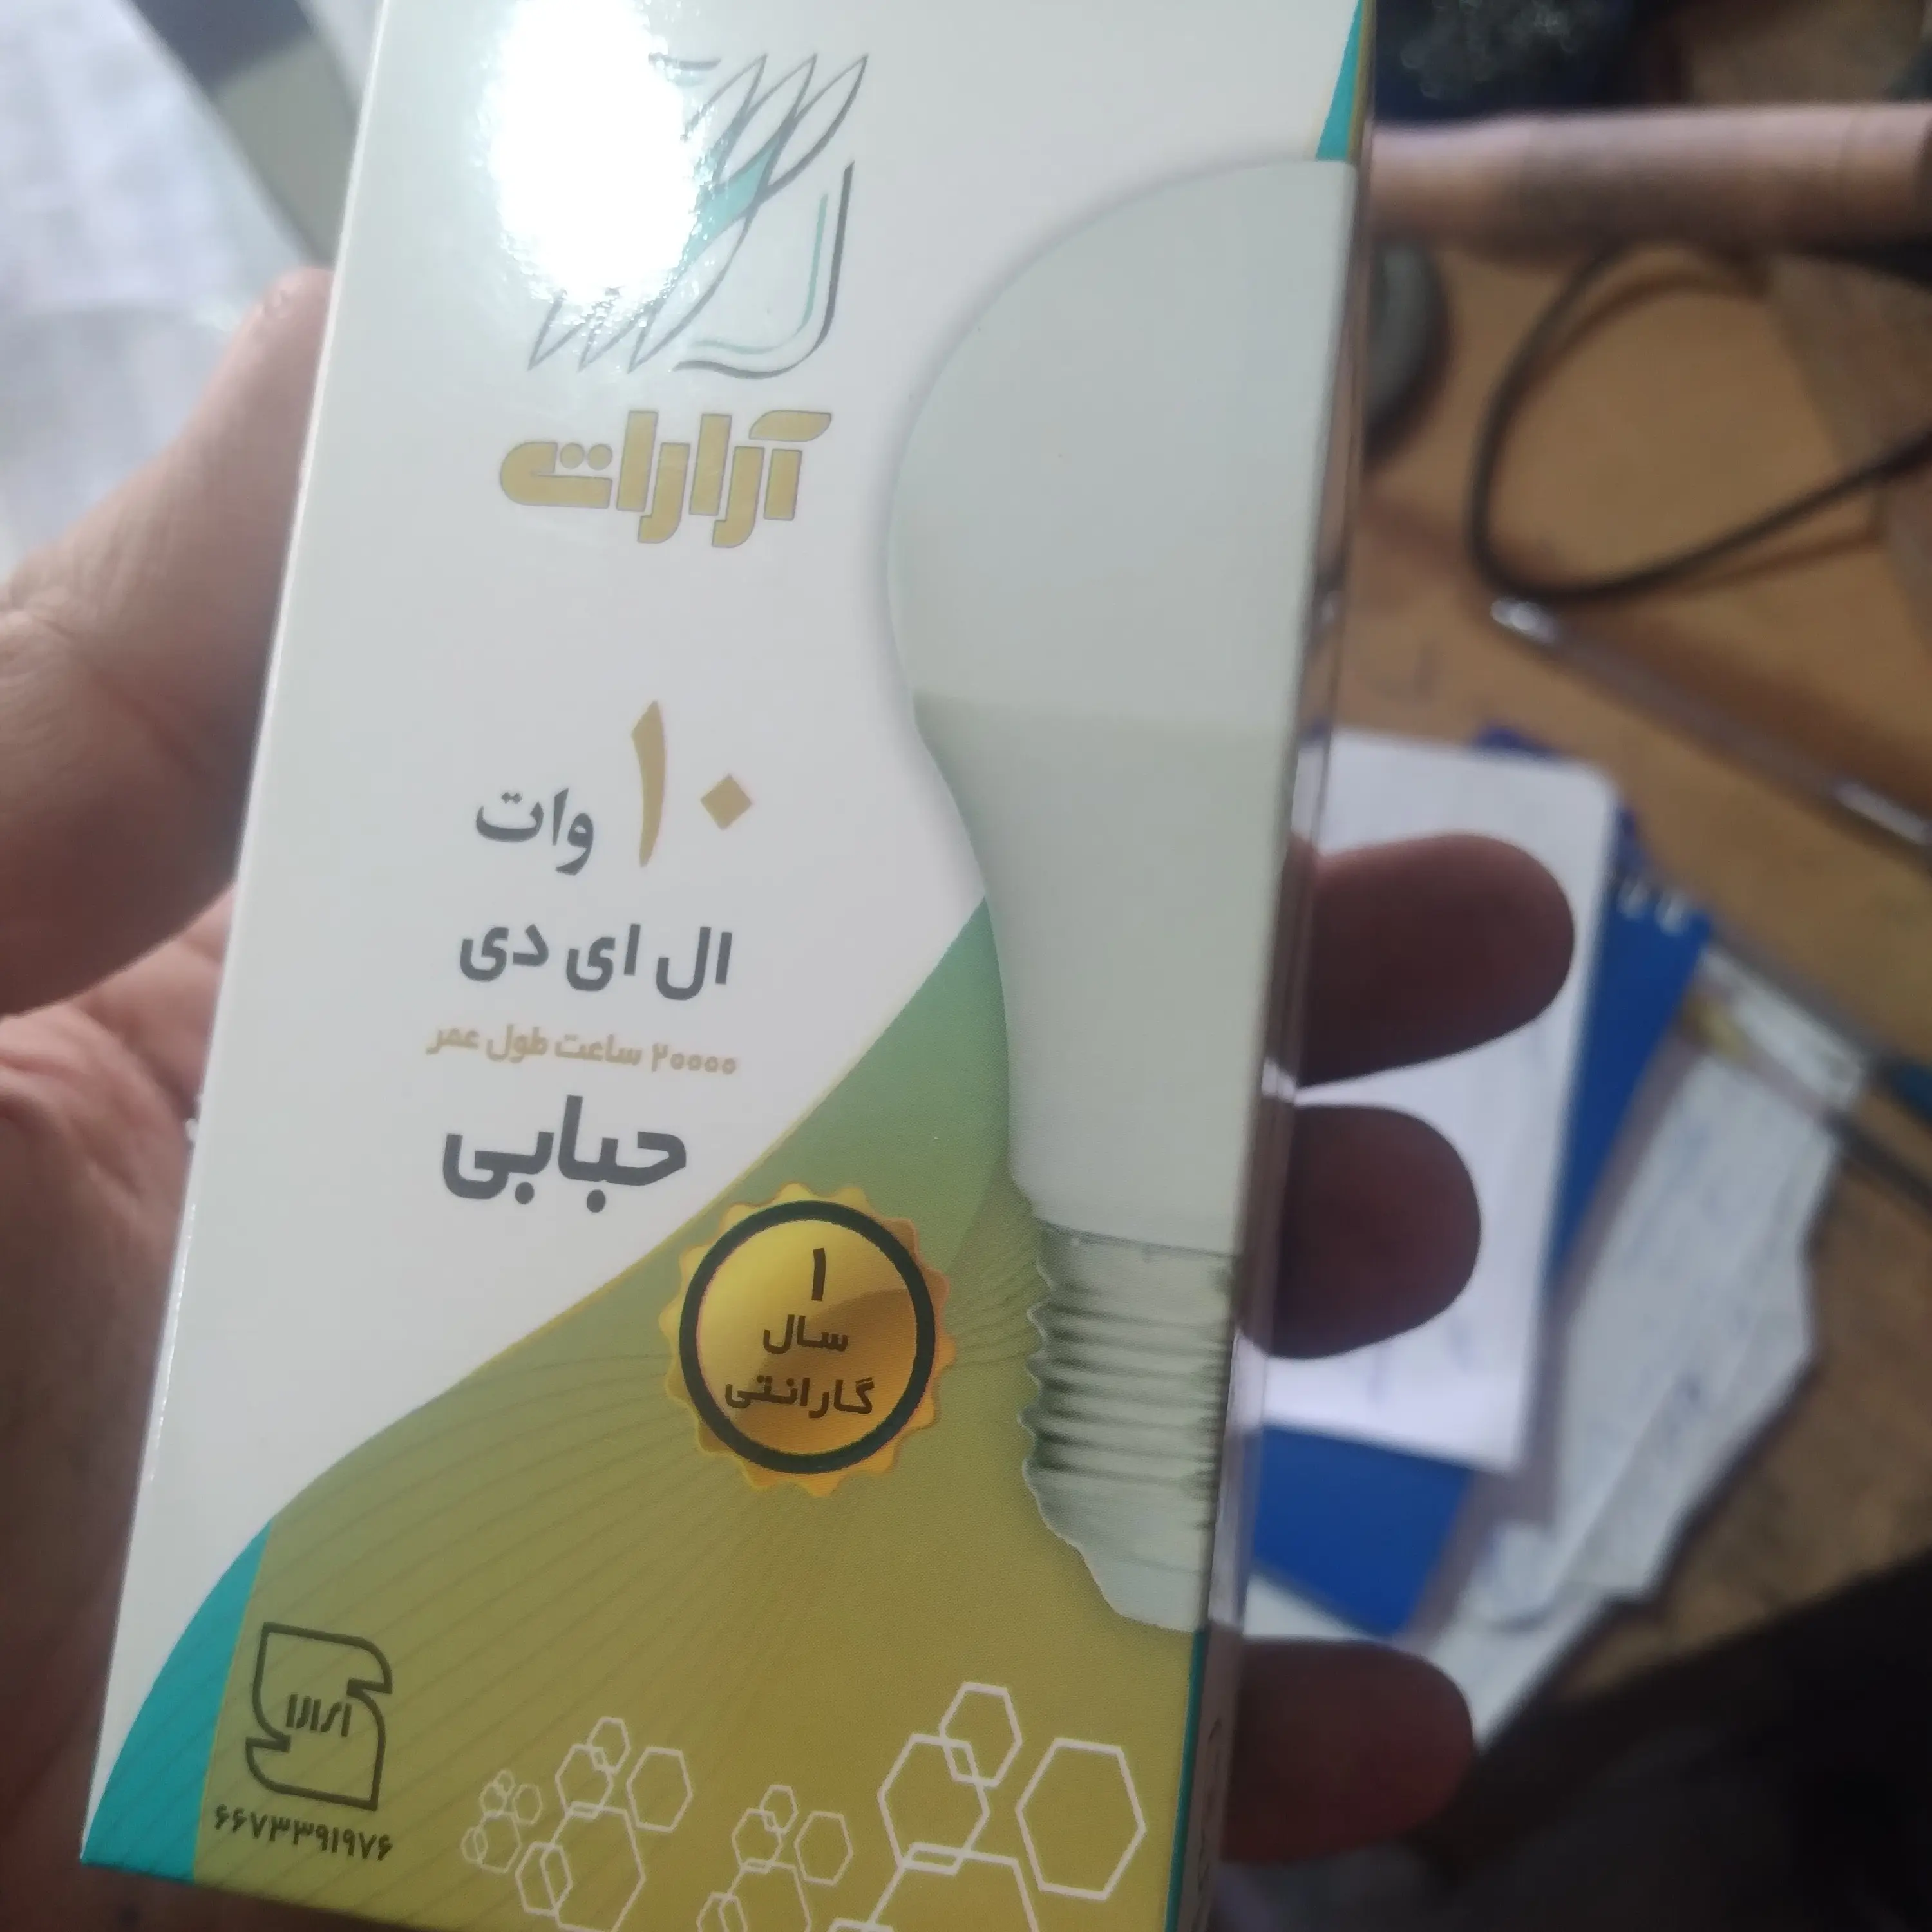 آرارات
۱۰ وات
ال ای دی
۲۰۰۰۰ ساعت طول عمر
حبابی
۱
سال
گارانتی
۶۶۷۳۳۹۱۹۷۶